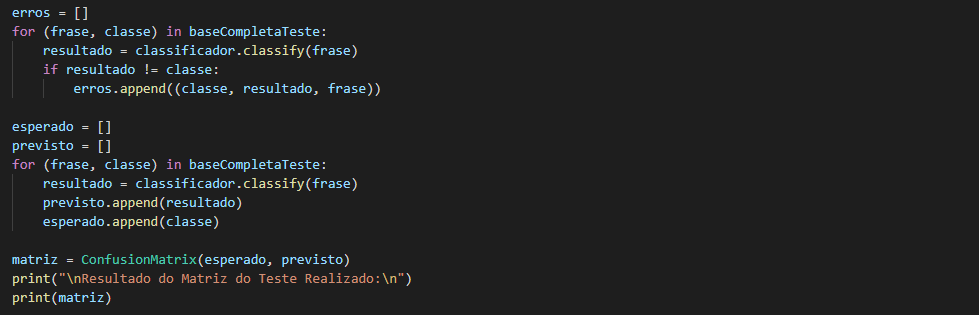 erros = []
for (frase, classe) in baseCompletaTeste:
    resultado = classificador.classify(frase)
    if resultado != classe:
        erros.append((classe, resultado, frase))

esperado = []
previsto = []
for (frase, classe) in baseCompletaTeste:
    resultado = classificador.classify(frase)
    previsto.append(resultado)
    esperado.append(classe)

matriz = ConfusionMatrix(esperado, previsto)
print("\nResultado do Matriz do Teste Realizado:\n")
print(matriz)